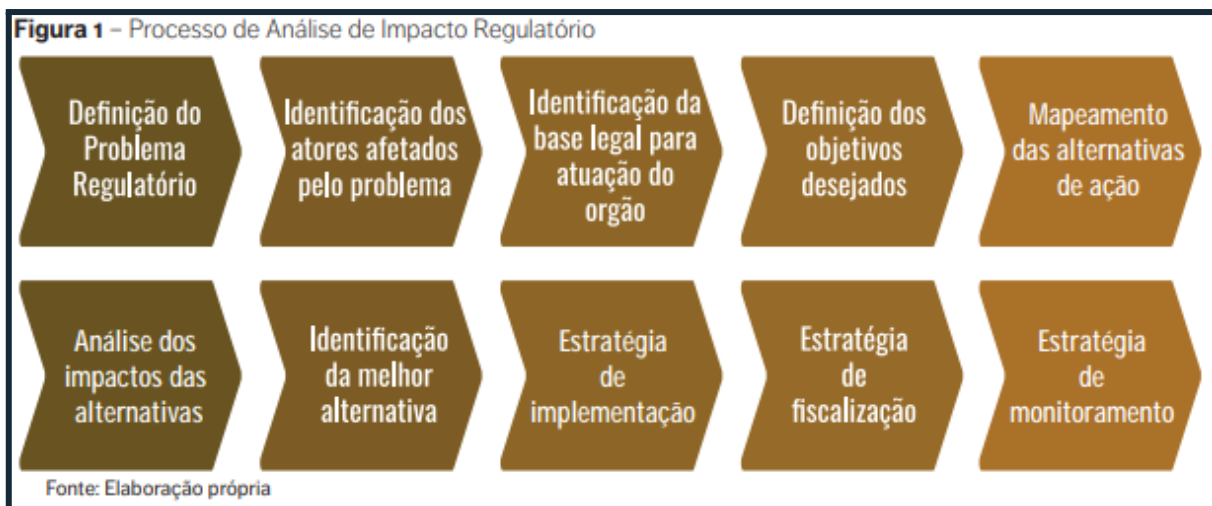 Figura 1 – Processo de Análise de Impacto Regulatório
Definição do
Problema
Regulatório
Identificação dos
atores afetados
pelo problema
Identificação da
base legal para
atuação do
orgão
Definição dos
objetivos
desejados
Mapeamento
das alternativas
de ação
Análise dos
impactos das
alternativas
Identificação
da melhor
alternativa
Estratégia
de
implementação
Estratégia
de
fiscalização
Estratégia
de
monitoramento
Fonte: Elaboração própria